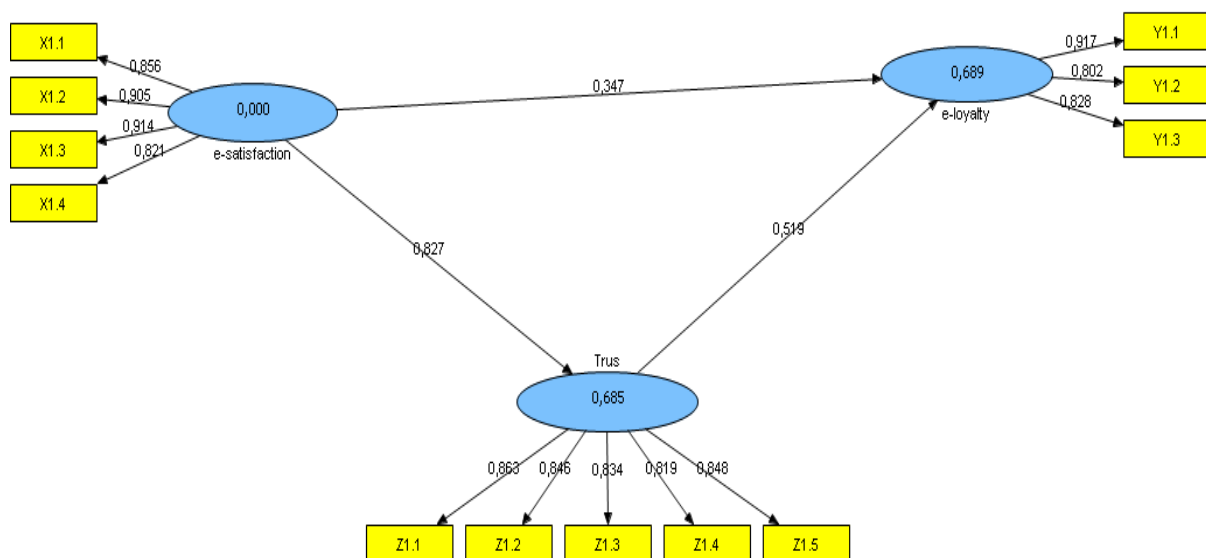 X1.1
0,856
X1.2
0,905
X1.3
0,914
X1.4
0,821
0,000
e-satisfaction
0,347
0,827
0,689
e-loyalty
0,917
Y1.1
0,802
Y1.2
0,828
Y1.3
0,519
Trus
0,685
0,863
0,846
0,834
0,819
0,848
Z1.1
Z1.2
Z1.3
Z1.4
Z1.5